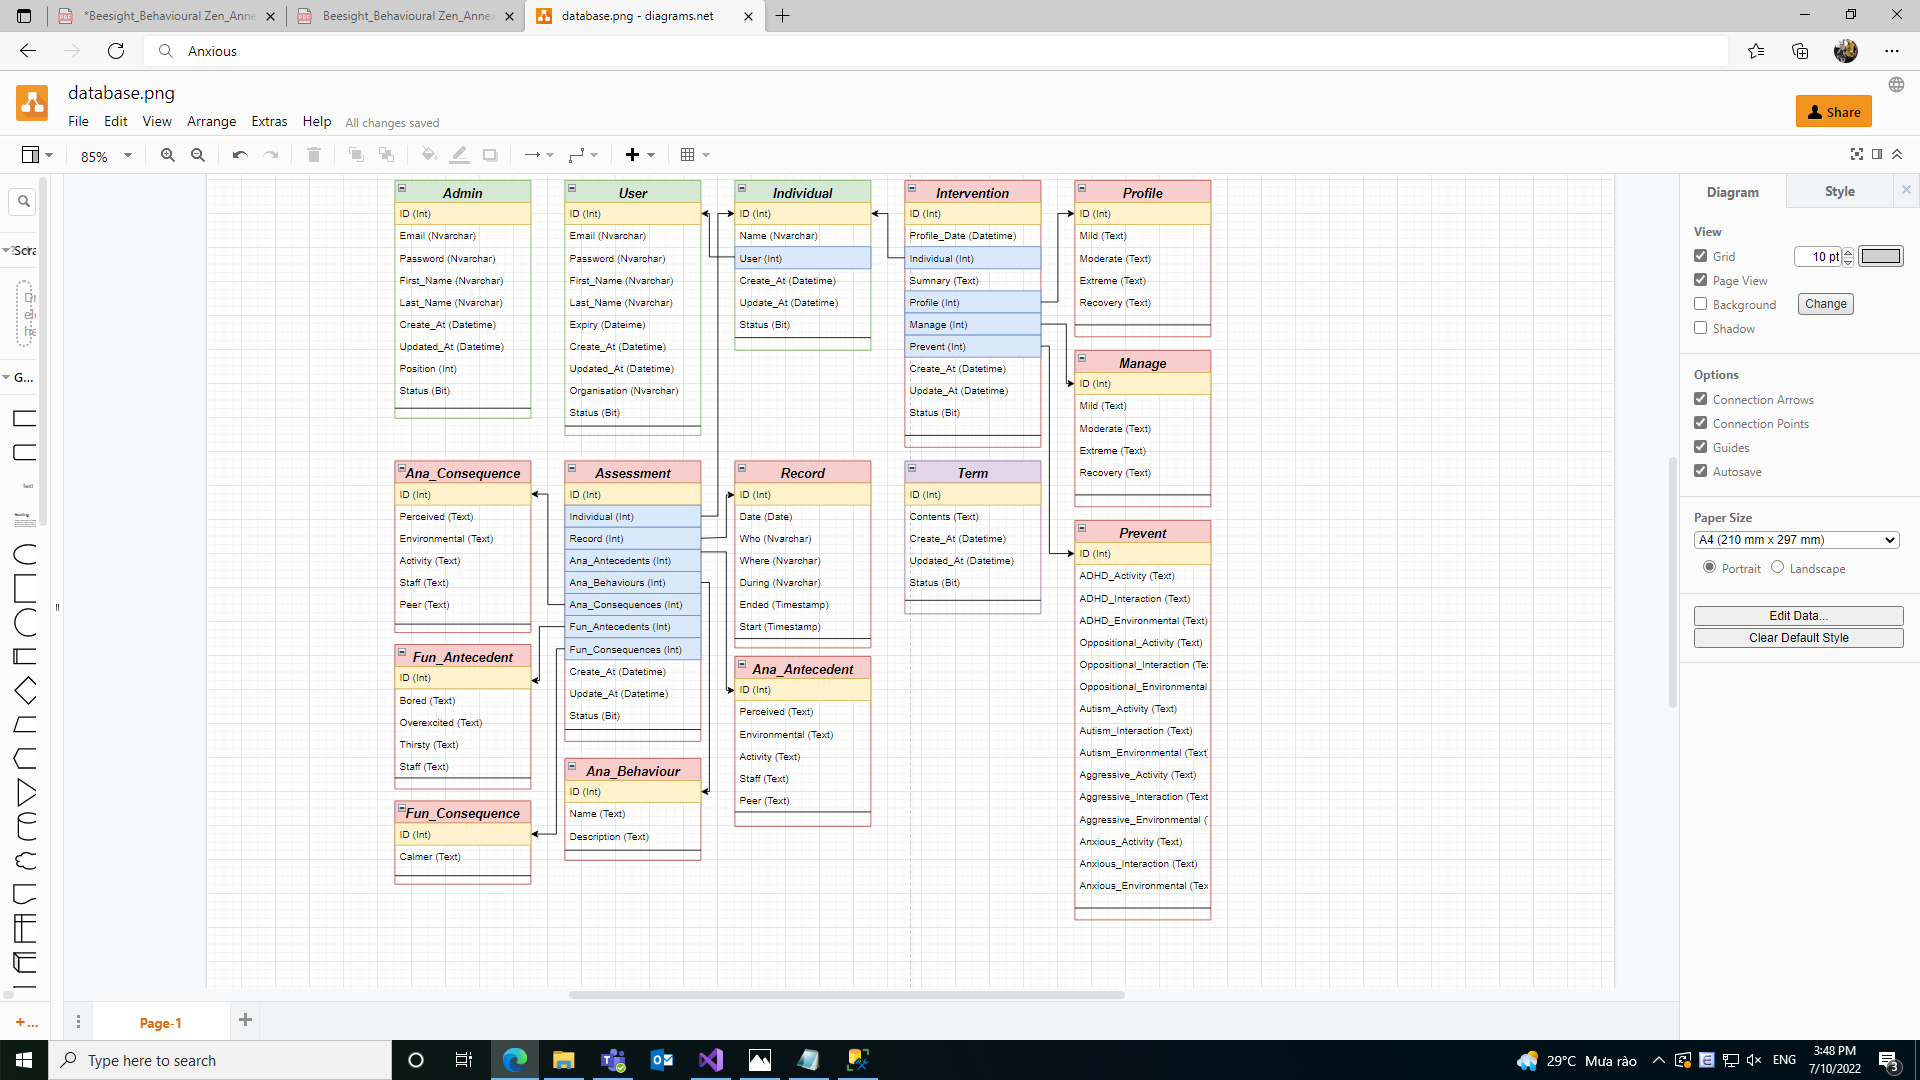 *Beesight_Behavioural Zen_Anne
Beesight_Behavioural Zen_Anne
database.png - diagrams.net
Anxious
database.png
File Edit View Arrange Extras Help All changes saved
Share
85%
Diagram Style
View
Grid 10 pt
Page View
Background Change
Shadow
Options
Connection Arrows
Connection Points
Guides
Autosave
Paper Size
A4 (210 mm x 297 mm)
Portrait Landscape
Edit Data...
Clear Default Style
Scra
G...
Text
Heading
Admin
ID (Int)
Email (Nvarchar)
Password (Nvarchar)
First_Name (Nvarchar)
Last_Name (Nvarchar)
Create_At (Datetime)
Updated_At (Datetime)
Position (Int)
Status (Bit)
User
ID (Int)
Email (Nvarchar)
Password (Nvarchar)
First_Name (Nvarchar)
Last_Name (Nvarchar)
Expiry (Dateime)
Create_At (Datetime)
Updated_At (Datetime)
Organisation (Nvarchar)
Status (Bit)
Individual
ID (Int)
Name (Nvarchar)
User (Int)
Create_At (Datetime)
Update_At (Datetime)
Status (Bit)
Intervention
ID (Int)
Profile_Date (Datetime)
Individual (Int)
Sumnary (Text)
Profile (Int)
Manage (Int)
Prevent (Int)
Create_At (Datetime)
Update_At (Datetime)
Status (Bit)
Profile
ID (Int)
Mild (Text)
Moderate (Text)
Extreme (Text)
Recovery (Text)
Manage
ID (Int)
Mild (Text)
Moderate (Text)
Extreme (Text)
Recovery (Text)
Ana_Consequence
ID (Int)
Perceived (Text)
Environmental (Text)
Activity (Text)
Staff (Text)
Peer (Text)
Assessment
ID (Int)
Individual (Int)
Record (Int)
Ana_Antecedents (Int)
Ana_Behaviours (Int)
Ana_Consequences (Int)
Fun_Antecedents (Int)
Fun_Consequences (Int)
Create_At (Datetime)
Update_At (Datetime)
Status (Bit)
Record
ID (Int)
Date (Date)
Who (Nvarchar)
Where (Nvarchar)
During (Nvarchar)
Ended (Timestamp)
Start (Timestamp)
Term
ID (Int)
Contents (Text)
Create_At (Datetime)
Updated_At (Datetime)
Status (Bit)
Prevent
ID (Int)
ADHD_Activity (Text)
ADHD_Interaction (Text)
ADHD_Environmental (Text)
Oppositional_Activity (Text)
Oppositional_Interaction (Te
Oppositional_Environmental
Autism_Activity (Text)
Autism_Interaction (Text)
Autism_Environmental (Text)
Aggressive_Activity (Text)
Aggressive_Interaction (Text
Aggressive_Environmental (
Anxious_Activity (Text)
Anxious_Interaction (Text)
Anxious_Environmental (Tex
Fun_Antecedent
ID (Int)
Bored (Text)
Overexcited (Text)
Thirsty (Text)
Staff (Text)
Ana_Antecedent
ID (Int)
Perceived (Text)
Environmental (Text)
Activity (Text)
Staff (Text)
Peer (Text)
Ana_Behaviour
ID (Int)
Name (Text)
Description (Text)
Fun_Consequence
ID (Int)
Calmer (Text)
+...
Page-1
Type here to search
29°C Mưa rào
ENG
3:48 PM
7/10/2022
3